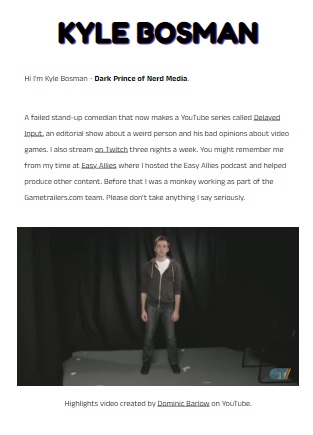 KYLE BOSMAN
Hi I'm Kyle Bosman - Dark Prince of Nerd Media.
A failed stand-up comedian that now makes a YouTube series called Delayed
Input, an editorial show about a weird person and his bad opinions about video
games. I also stream on Twitch three nights a week. You might remember me
from my time at Easy Allies where I hosted the Easy Allies podcast and helped
produce other content. Before that I was a monkey working as part of the
Gametrailers.com team. Please don't take anything I say seriously.
GT
Highlights video created by Dominic Barlow on YouTube.